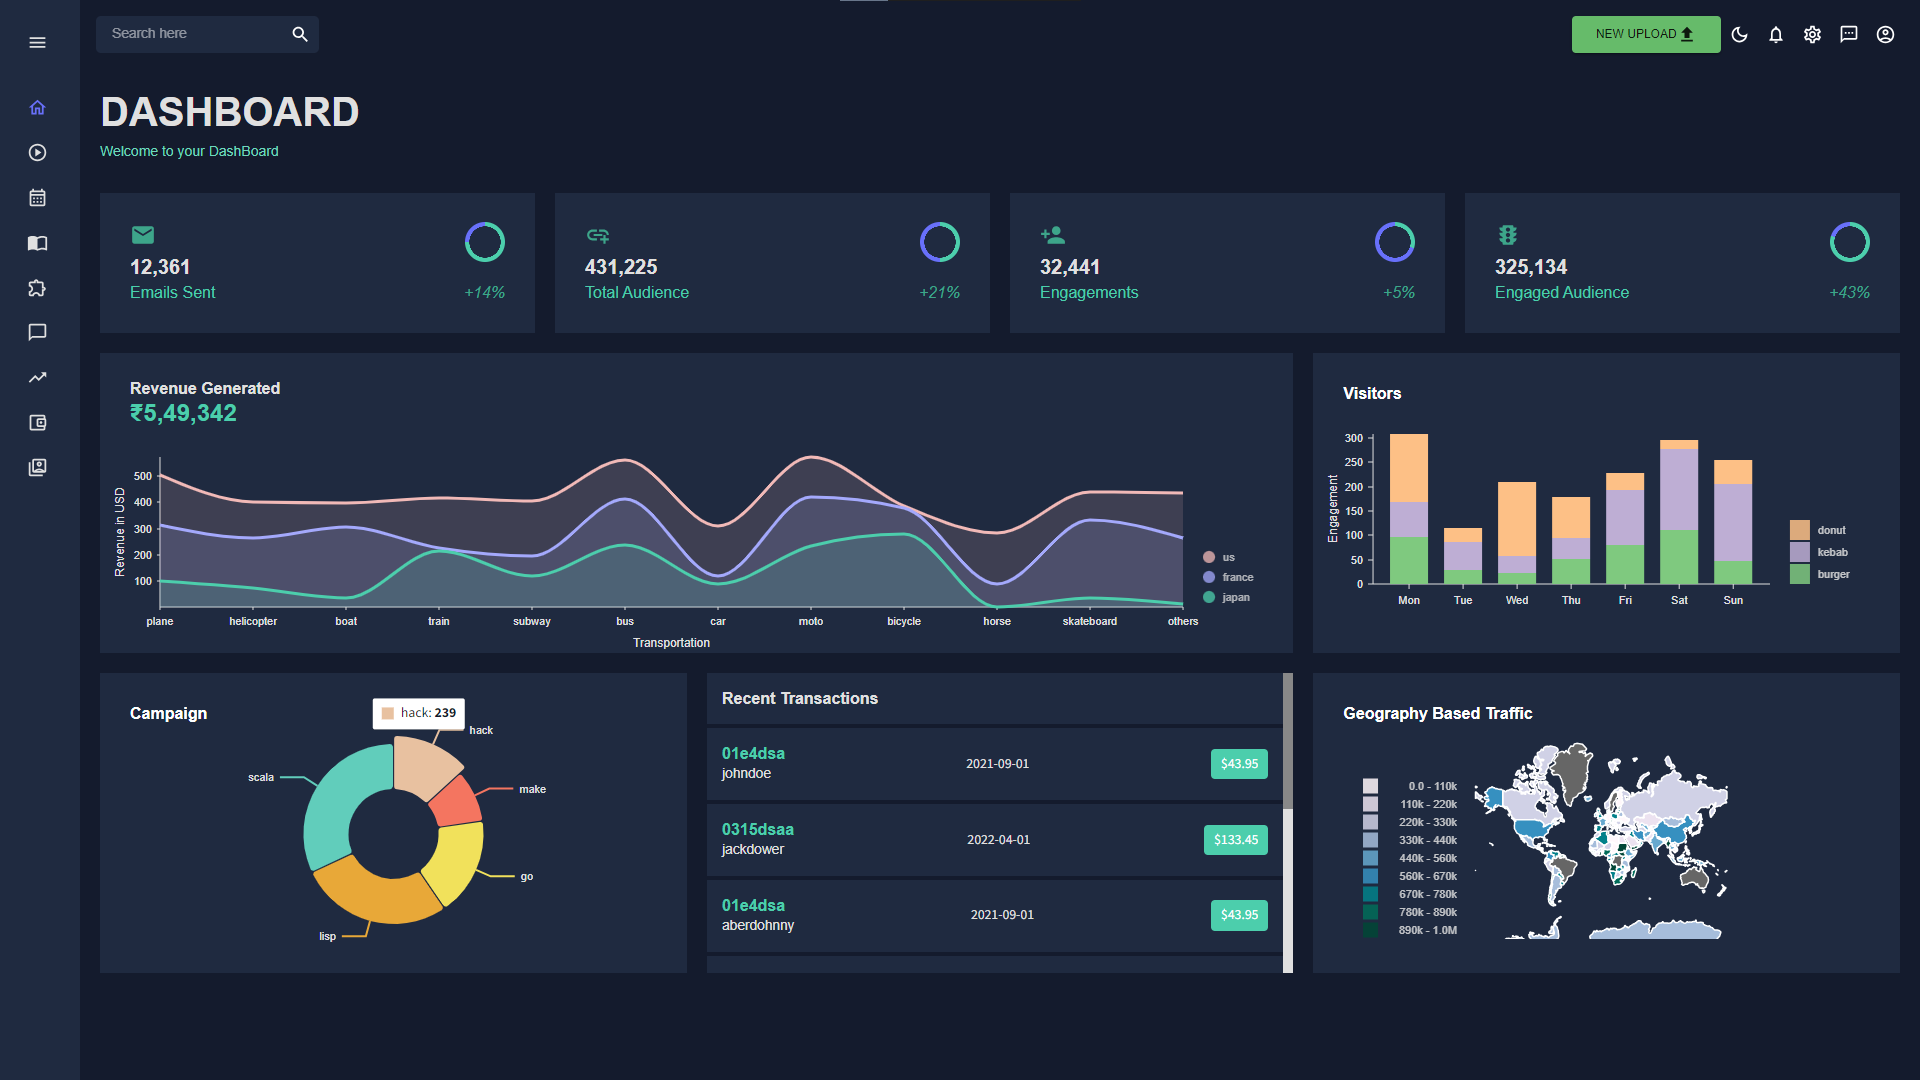 Search here
NEW UPLOAD
DASHBOARD
Welcome to your DashBoard
12,361
Emails Sent
+14%
431,225
Total Audience
+21%
32,441
Engagements
+5%
325,134
Engaged Audience
+43%
Revenue Generated
₹5,49,342
Revenue in USD
500
400
300
200
100
plane
helicopter
boat
train
subway
bus
car
moto
bicycle
horse
skateboard
others
Transportation
us
france
japan
Visitors
Engagement
300
250
200
150
100
50
0
Mon
Tue
Wed
Thu
Fri
Sat
Sun
donut
kebab
burger
Campaign
hack: 239
hack
scala
make
go
lisp
Recent Transactions
01e4dsa
johndoe
2021-09-01
$43.95
0315dsaa
jackdower
2022-04-01
$133.45
01e4dsa
aberdohnny
2021-09-01
$43.95
Geography Based Traffic
0.0 - 110k
110k - 220k
220k - 330k
330k - 440k
440k - 560k
560k - 670k
670k - 780k
780k - 890k
890k - 1.0M